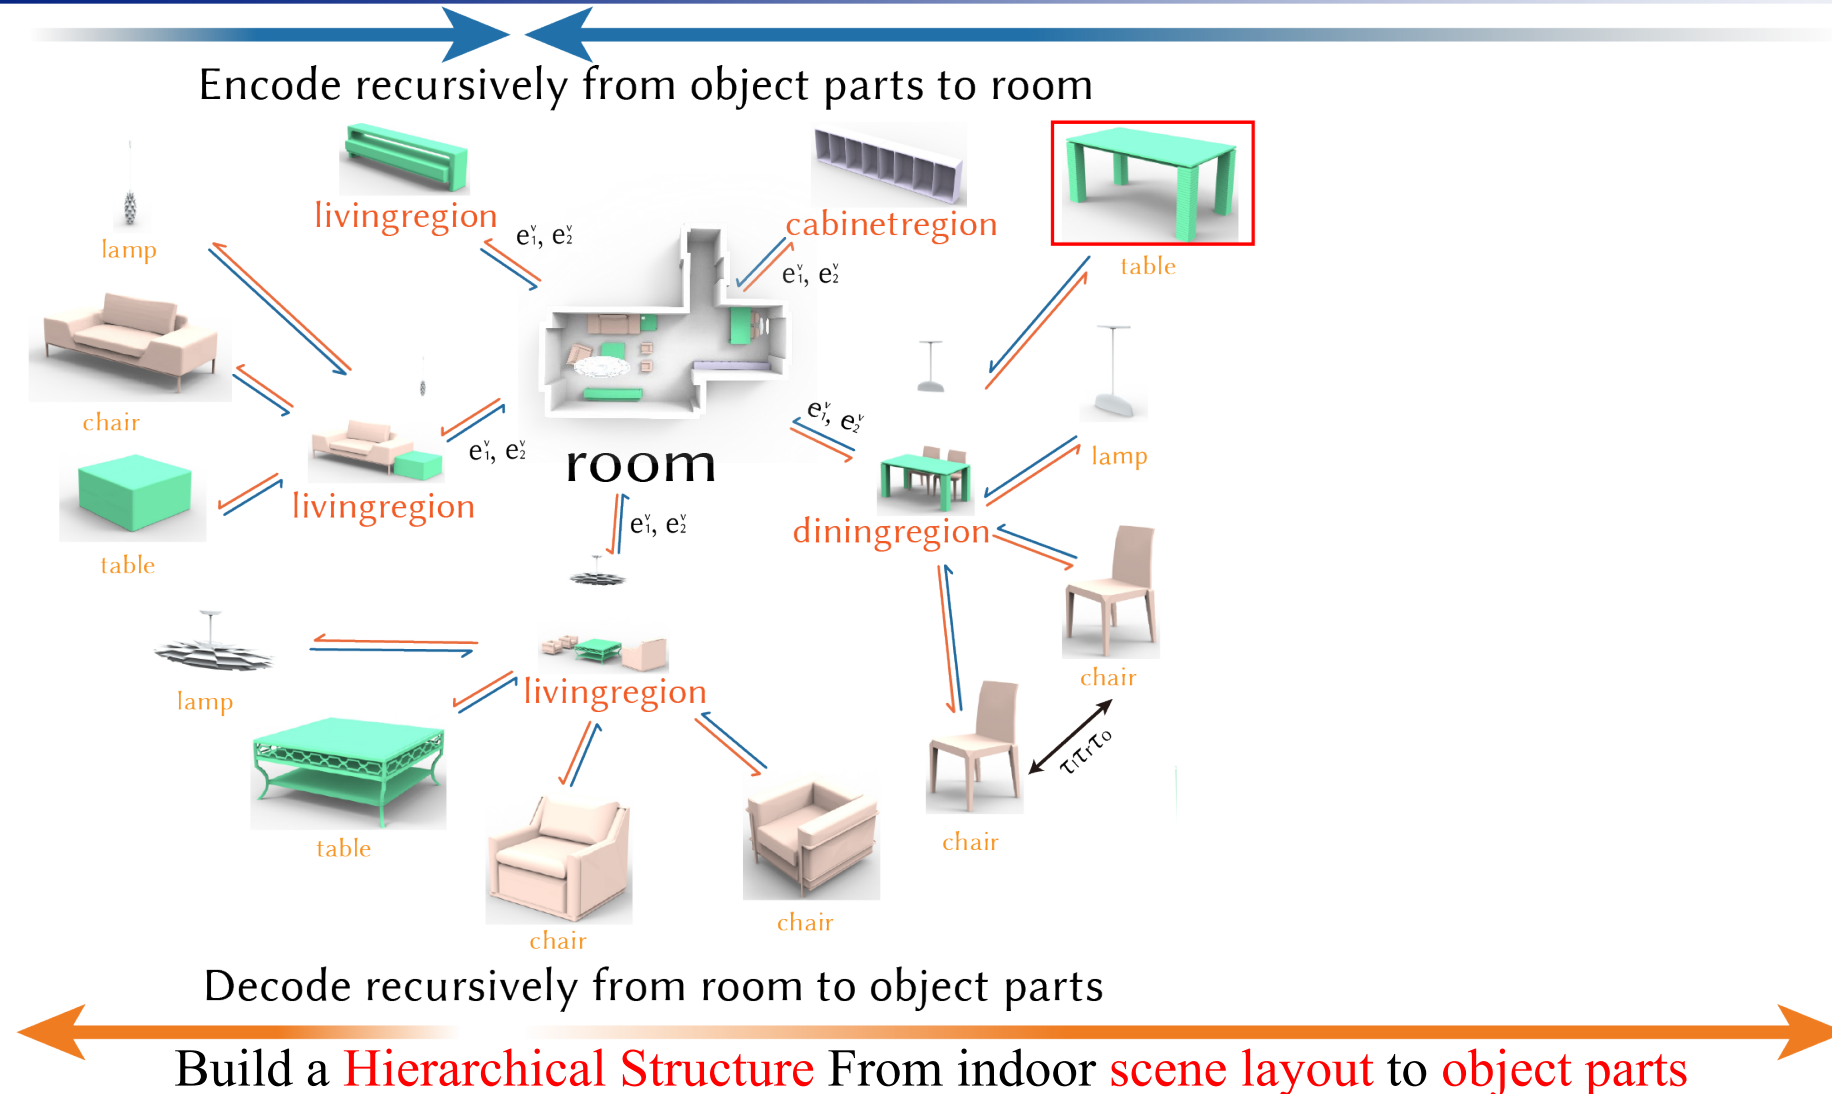 Encode recursively from object parts to room
livingregion
cabinetregion
lamp
table
e₁ᵛ, e₂ᵛ
e₁ᵛ, e₂ᵛ
chair
e₁ᵛ, e₂ᵛ
e₁ᵛ, e₂ᵛ
room
lamp
livingregion
diningregion
e₁ᵛ, e₂ᵛ
table
chair
lamp
livingregion
τ₁τᵣτₒ
table
chair
chair
chair
Decode recursively from room to object parts
Build a Hierarchical Structure From indoor scene layout to object parts